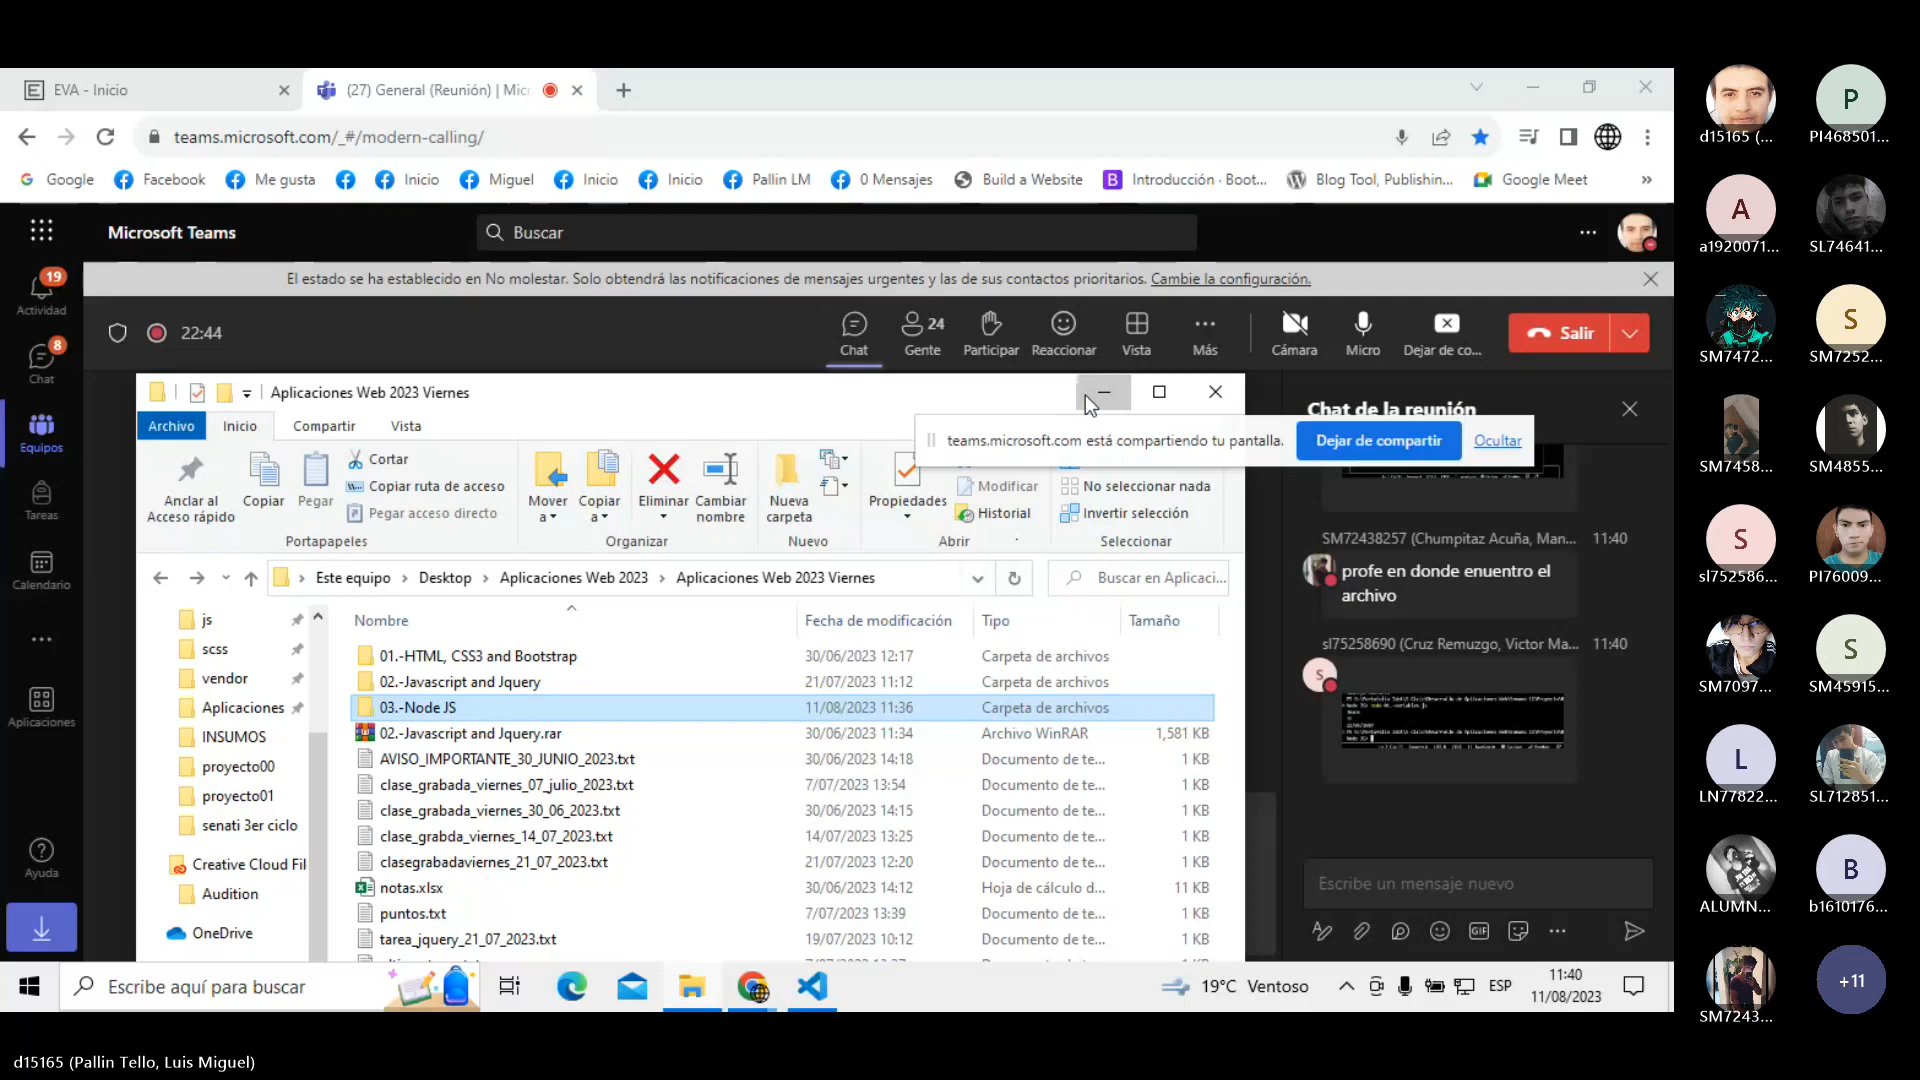 EVA - Inicio
(27) General (Reunión) | Micr
teams.microsoft.com/_#/modern-calling/
Google
Facebook
Me gusta
Inicio
Miguel
Inicio
Inicio
Pallin LM
0 Mensajes
Build a Website
Introducción · Boot...
Blog Tool, Publishin...
Google Meet
»
Microsoft Teams
Buscar
El estado se ha establecido en No molestar. Solo obtendrá las notificaciones de mensajes urgentes y las de sus contactos prioritarios. Cambie la configuración.
19
Actividad
8
Chat
Equipos
Tareas
Calendario
Aplicaciones
Ayuda
22:44
Chat
24
Gente
Participar
Reaccionar
Vista
Más
Cámara
Micro
Dejar de co...
Salir
Aplicaciones Web 2023 Viernes
Archivo
Inicio
Compartir
Vista
teams.microsoft.com está compartiendo tu pantalla.
Dejar de compartir
Ocultar
Anclar al
Acceso rápido
Copiar
Pegar
Cortar
Copiar ruta de acceso
Pegar acceso directo
Portapapeles
Mover
a
Copiar
a
Eliminar
Cambiar
nombre
Organizar
Nueva
carpeta
Nuevo
Propiedades
Modificar
Historial
Abrir
No seleccionar nada
Invertir selección
Seleccionar
Este equipo › Desktop › Aplicaciones Web 2023 › Aplicaciones Web 2023 Viernes
Buscar en Aplicaci...
js
scss
vendor
Aplicaciones
INSUMOS
proyecto00
proyecto01
senati 3er ciclo
Creative Cloud Fil
Audition
OneDrive
Nombre Fecha de modificación Tipo Tamaño
01.-HTML, CSS3 and Bootstrap 30/06/2023 12:17 Carpeta de archivos
02.-Javascript and Jquery 21/07/2023 11:12 Carpeta de archivos
03.-Node JS 11/08/2023 11:36 Carpeta de archivos
02.-Javascript and Jquery.rar 30/06/2023 11:34 Archivo WinRAR 1,581 KB
AVISO_IMPORTANTE_30_JUNIO_2023.txt 30/06/2023 14:18 Documento de te... 1 KB
clase_grabada_viernes_07_julio_2023.txt 7/07/2023 13:54 Documento de te... 1 KB
clase_grabada_viernes_30_06_2023.txt 30/06/2023 14:15 Documento de te... 1 KB
clase_grabda_viernes_14_07_2023.txt 14/07/2023 13:25 Documento de te... 1 KB
clasegrabadaviernes_21_07_2023.txt 21/07/2023 12:20 Documento de te... 1 KB
notas.xlsx 30/06/2023 14:12 Hoja de cálculo d... 11 KB
puntos.txt 7/07/2023 13:39 Documento de te... 1 KB
tarea_jquery_21_07_2023.txt 19/07/2023 10:12 Documento de te... 1 KB
Chat de la reunión
SM72438257 (Chumpitaz Acuña, Man... 11:40
profe en donde enuentro el
archivo
sl75258690 (Cruz Remuzgo, Victor Ma... 11:40
S
Escribe un mensaje nuevo
GIF
Escribe aquí para buscar
19°C Ventoso
ESP
11:40
11/08/2023
d15165 (...
P
PI468501...
A
a1920071...
SL74641...
SM7472...
S
SM7252...
SM7458...
SM4855...
S
sl752586...
PI76009...
SM7097...
S
SM45915...
L
LN77822...
SL712851...
ALUMN...
B
b1610176...
SM7243...
+11
d15165 (Pallin Tello, Luis Miguel)